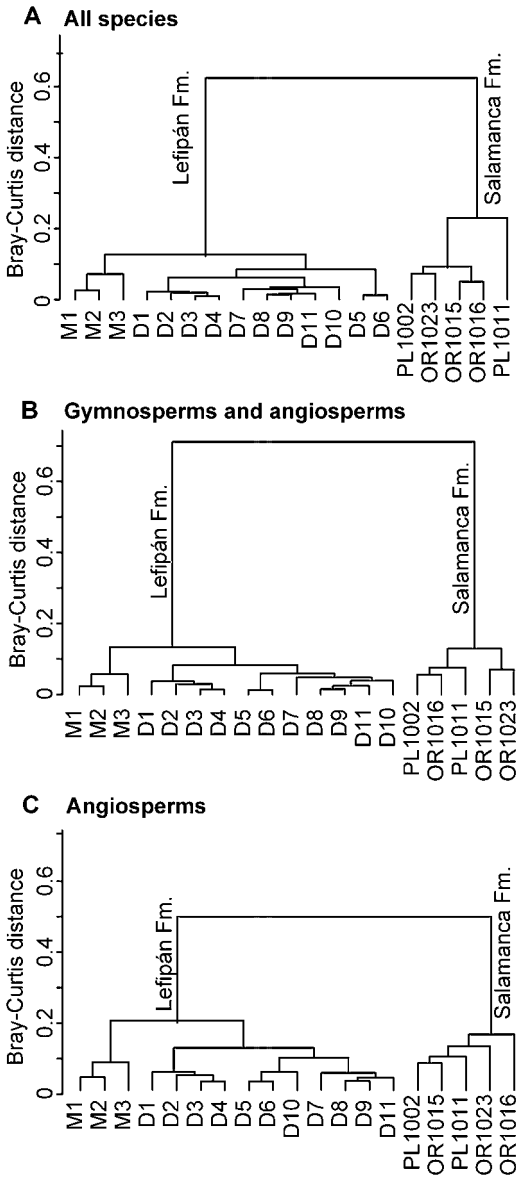 A All species
Bray-Curtis distance
0 0.2 0.4 0.6
Lefipán Fm.
Salamanca Fm.
M1 M2 M3 D1 D2 D3 D4 D7 D8 D9 D11 D10 D5 D6 PL1002 OR1023 OR1015 OR1016 PL1011
B Gymnosperms and angiosperms
Bray-Curtis distance
0 0.2 0.4 0.6
Lefipán Fm.
Salamanca Fm.
M1 M2 M3 D1 D2 D3 D4 D5 D6 D7 D8 D9 D11 D10 PL1002 OR1016 PL1011 OR1015 OR1023
C Angiosperms
Bray-Curtis distance
0 0.2 0.4 0.6
Lefipán Fm.
Salamanca Fm.
M1 M2 M3 D1 D2 D3 D4 D5 D6 D10 D7 D8 D9 D11 PL1002 OR1015 PL1011 OR1023 OR1016